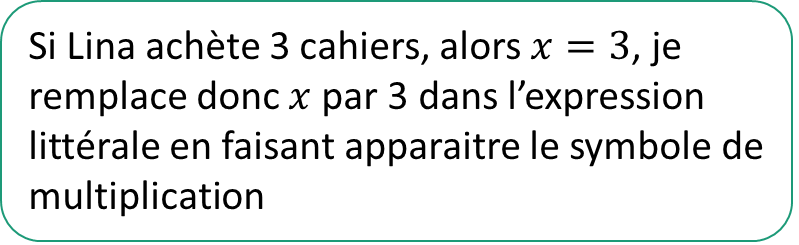 Si Lina achète 3 cahiers, alors 𝑥 = 3, je
remplace donc 𝑥 par 3 dans l’expression
littérale en faisant apparaitre le symbole de
multiplication